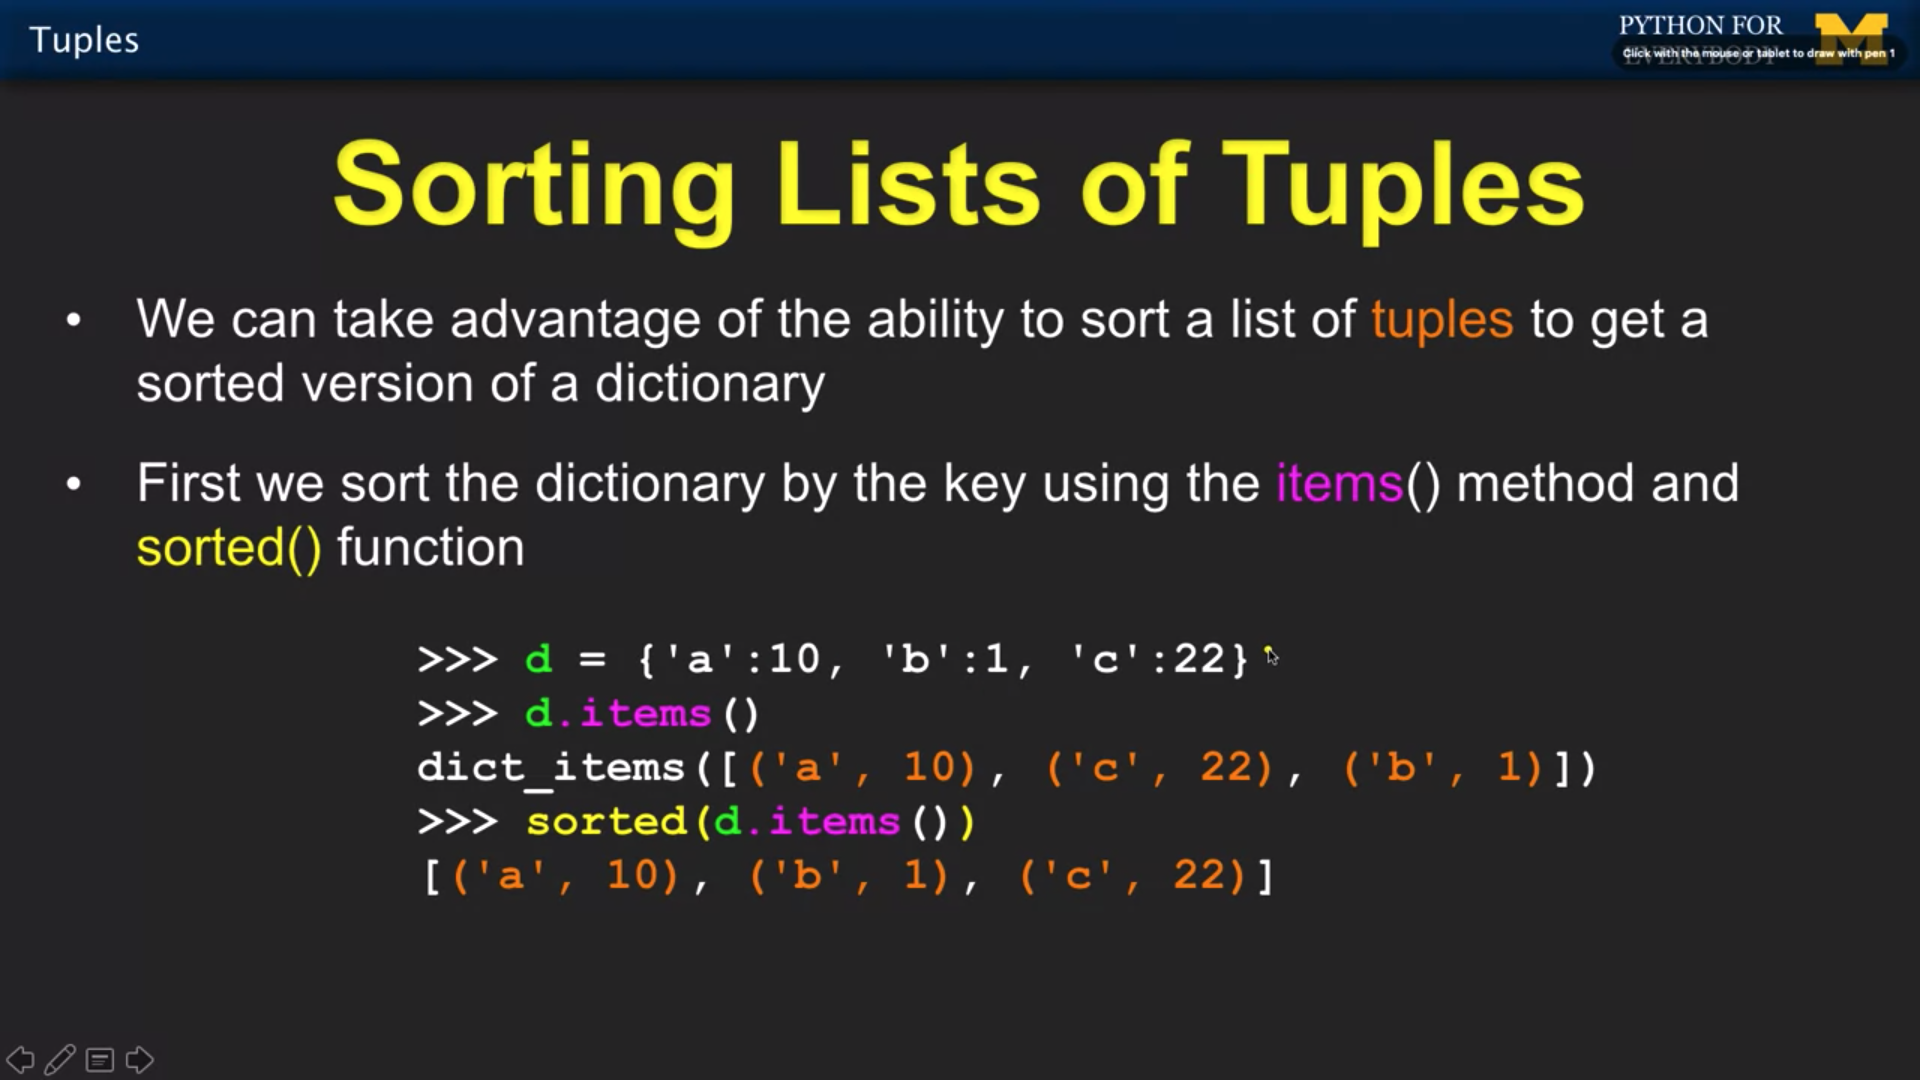 Tuples
PYTHON FOR
EVERYBODY
Click with the mouse or tablet to draw with pen 1
Sorting Lists of Tuples
• We can take advantage of the ability to sort a list of tuples to get a
sorted version of a dictionary
• First we sort the dictionary by the key using the items() method and
sorted() function
>>> d = {'a':10, 'b':1, 'c':22}
>>> d.items()
dict_items([('a', 10), ('c', 22), ('b', 1)])
>>> sorted(d.items())
[('a', 10), ('b', 1), ('c', 22)]